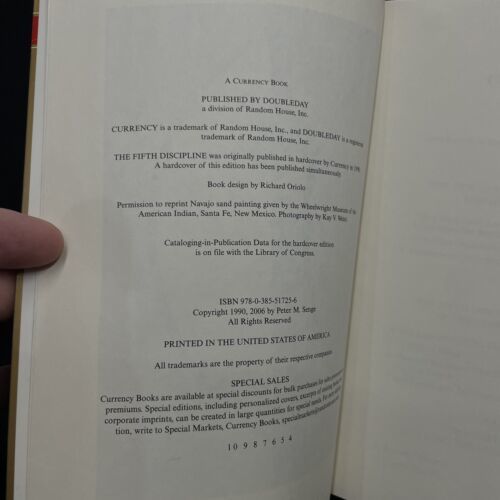 A CURRENCY BOOK
PUBLISHED BY DOUBLEDAY
a division of Random House, Inc.
CURRENCY is a trademark of Random House, Inc., and DOUBLEDAY is a registered
trademark of Random House, Inc.
THE FIFTH DISCIPLINE was originally published in hardcover by Currency in 1990.
A hardcover of this edition has been published simultaneously.
Book design by Richard Oriolo
Permission to reprint Navajo sand painting given by the Wheelwright Museum of the
American Indian, Santa Fe, New Mexico. Photography by Kay V.
Cataloging-in-Publication Data for the hardcover edition
is on file with the Library of Congress.
ISBN 978-0-385-51725-6
Copyright 1990, 2006 by Peter M. Senge
All Rights Reserved
PRINTED IN THE UNITED STATES OF AMERICA
All trademarks are the property of their respective companies.
SPECIAL SALES
Currency Books are available at special discounts for bulk purchases for sales
premiums. Special editions, including personalized covers, excerpts of existing
corporate imprints, can be created in large quantities for special needs. For more
tion, write to Special Markets, Currency Books,
10 9 8 7 6 5 4